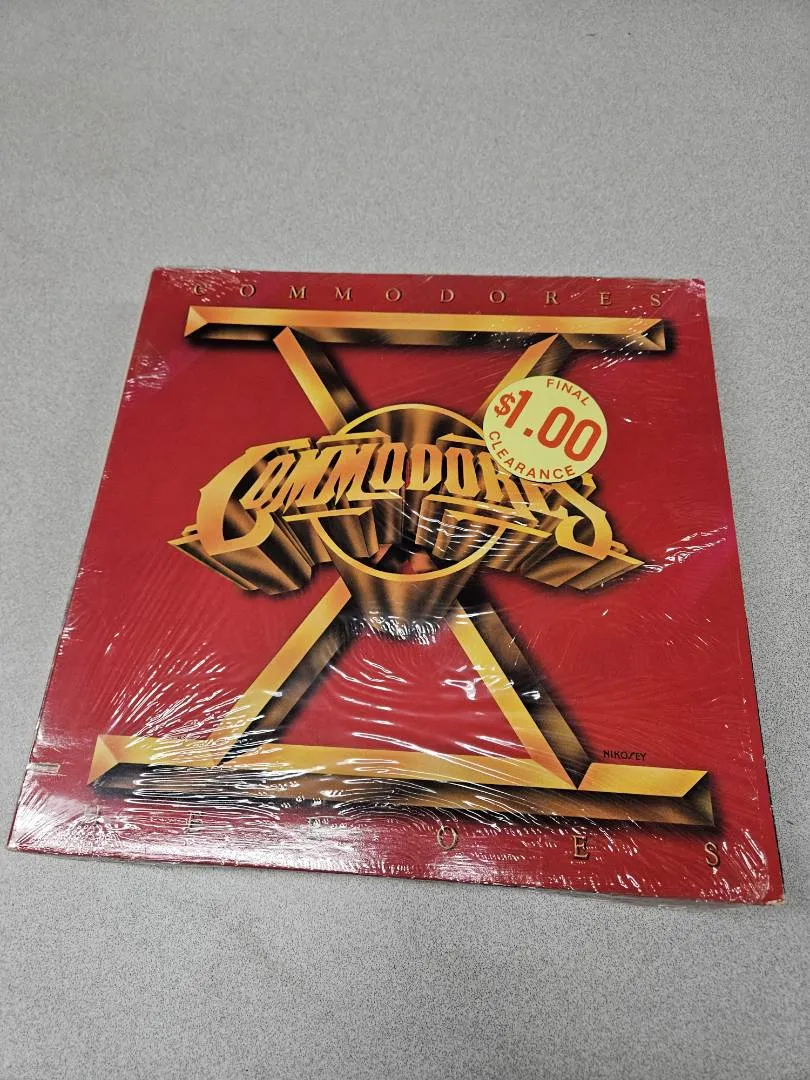 COMMODORES
FINAL
$1.00
CLEARANCE
COMMODORES
NIKOSEY
HEROES